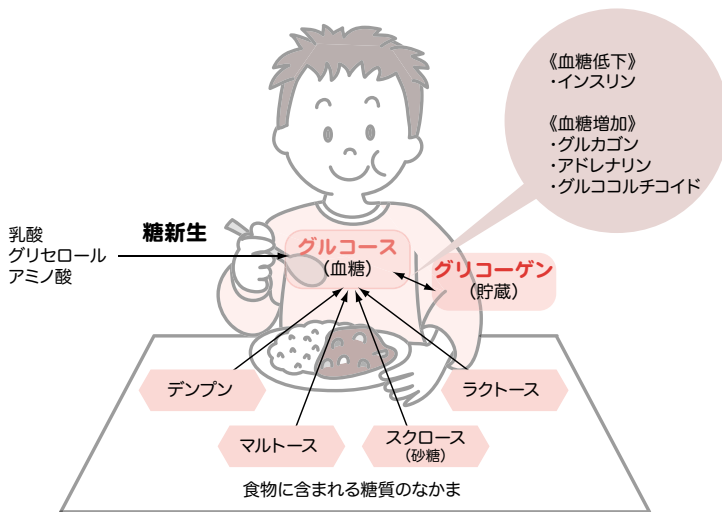 《血糖低下》
・インスリン
《血糖増加》
・グルカゴン
・アドレナリン
・グルココルチコイド
乳酸
グリセロール
アミノ酸
糖新生
グルコース
(血糖)
グリコーゲン
(貯蔵)
デンプン
マルトース
スクロース
(砂糖)
ラクトース
食物に含まれる糖質のなかま